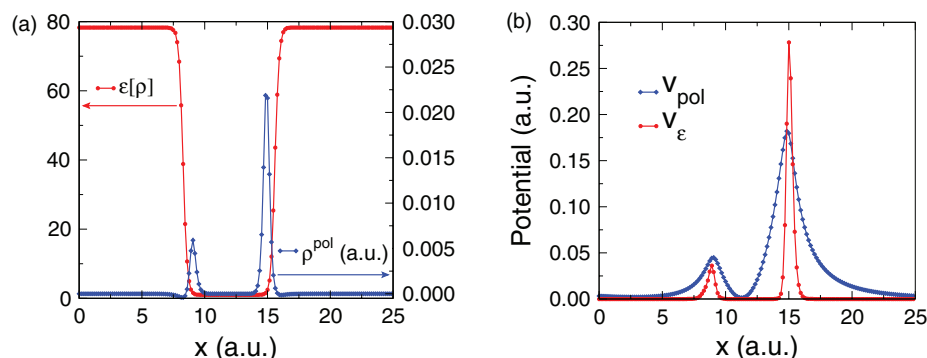 (a)
80
60
40
20
0
ε[ρ]
ρ^pol (a.u.)
0.030
0.025
0.020
0.015
0.010
0.005
0.000
0 5 10 15 20 25
x (a.u.)
(b)
Potential (a.u.)
0.30
0.25
0.20
0.15
0.10
0.05
0.00
v_pol
v_ε
0 5 10 15 20 25
x (a.u.)